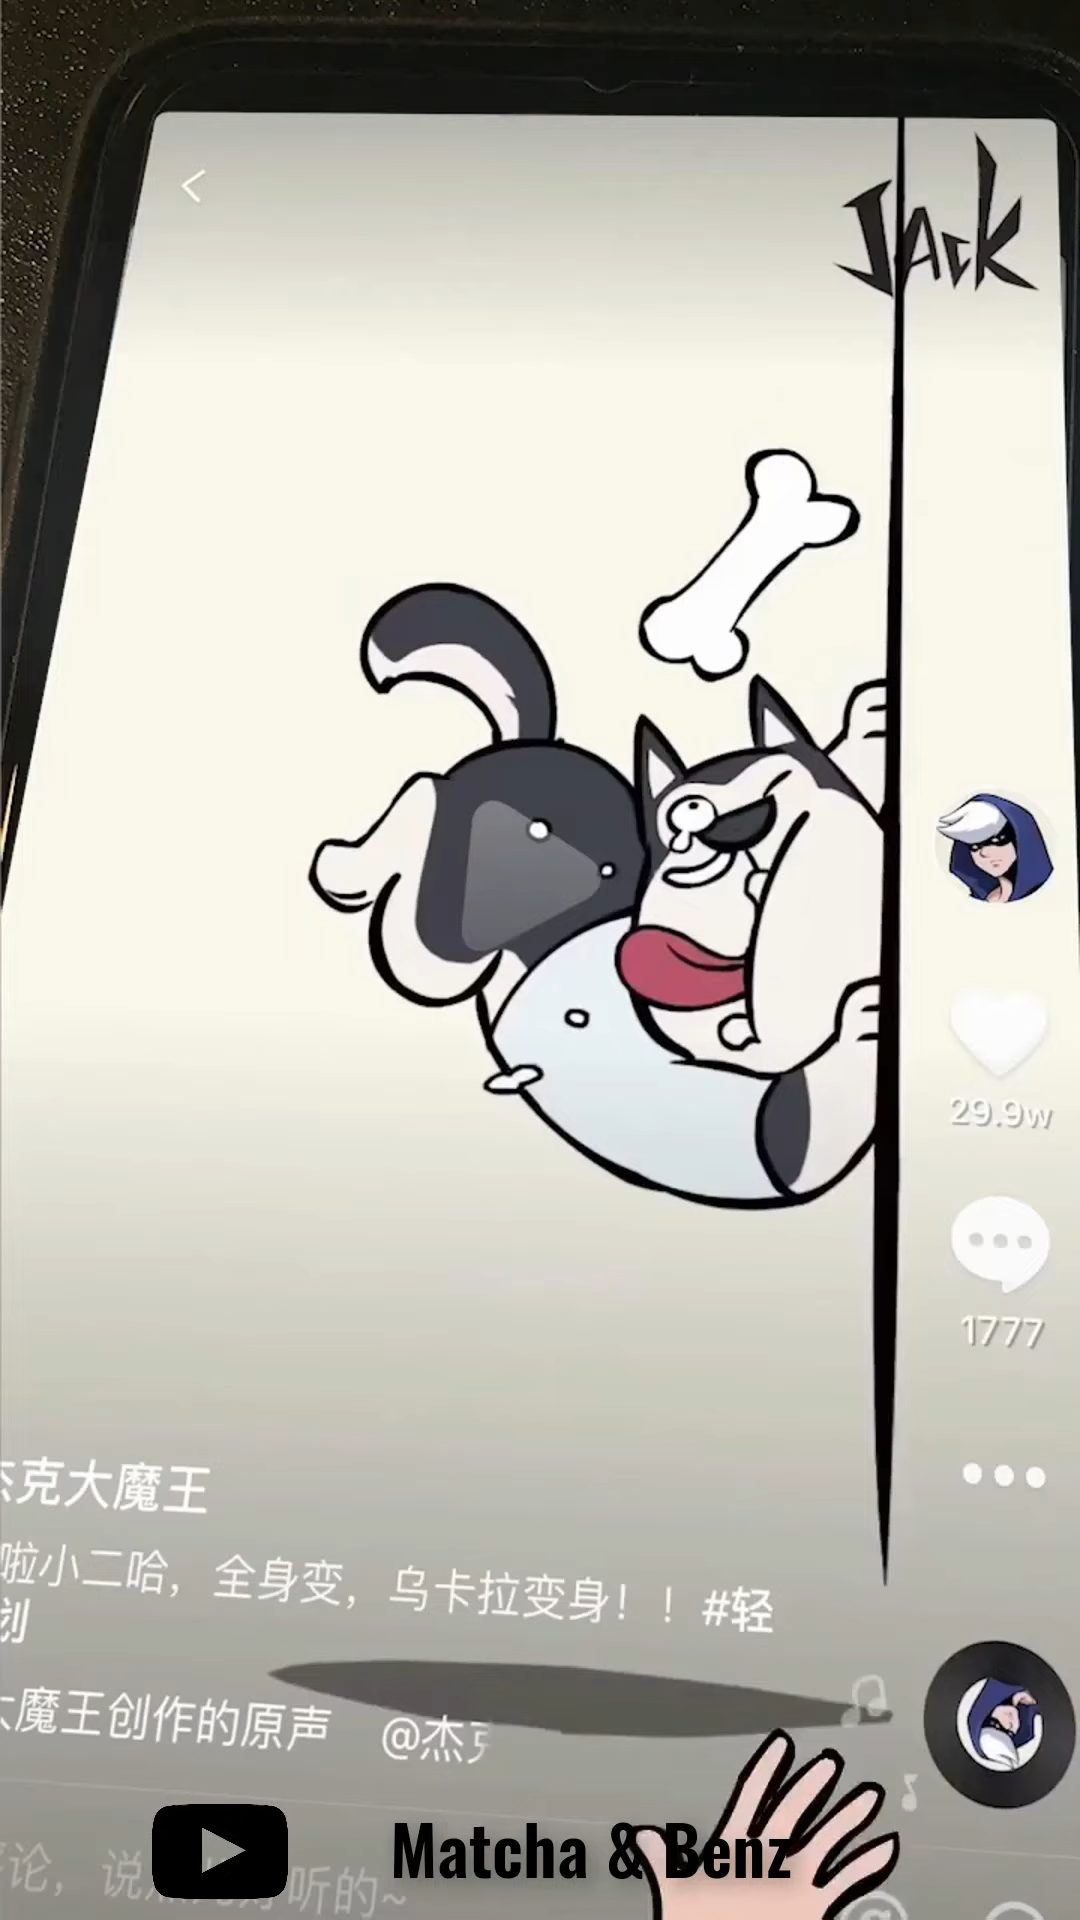 JAcK
29.9w
1777
杰克大魔王
啦小二哈，全身变，乌卡拉变身！！#轻
划
大魔王创作的原声 @杰克
Matcha & Benz